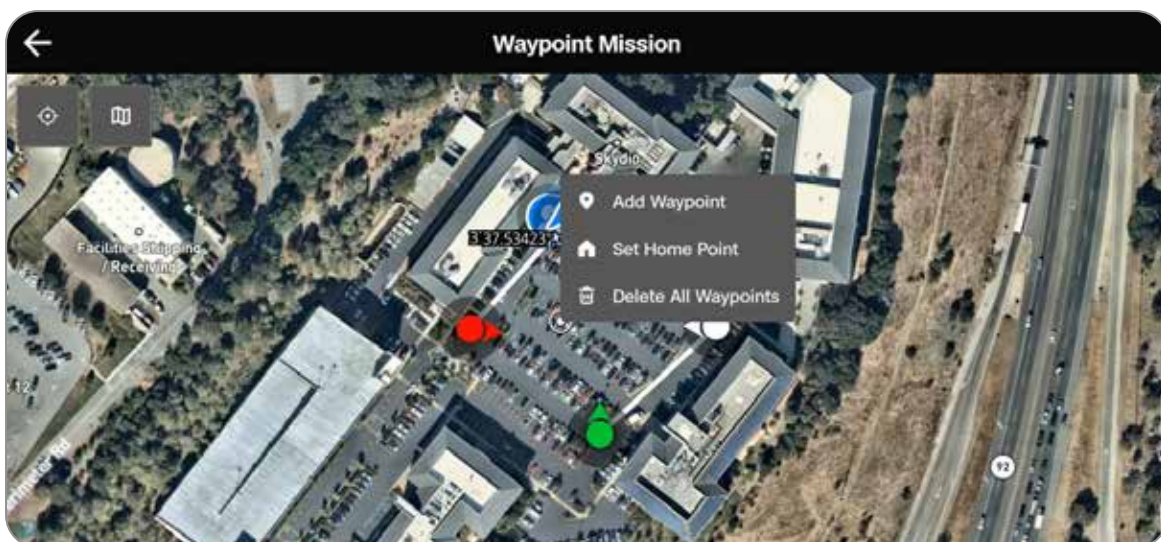 Waypoint Mission
Skydio
Add Waypoint
Set Home Point
Delete All Waypoints
Facilities Shipping
/ Receiving
92